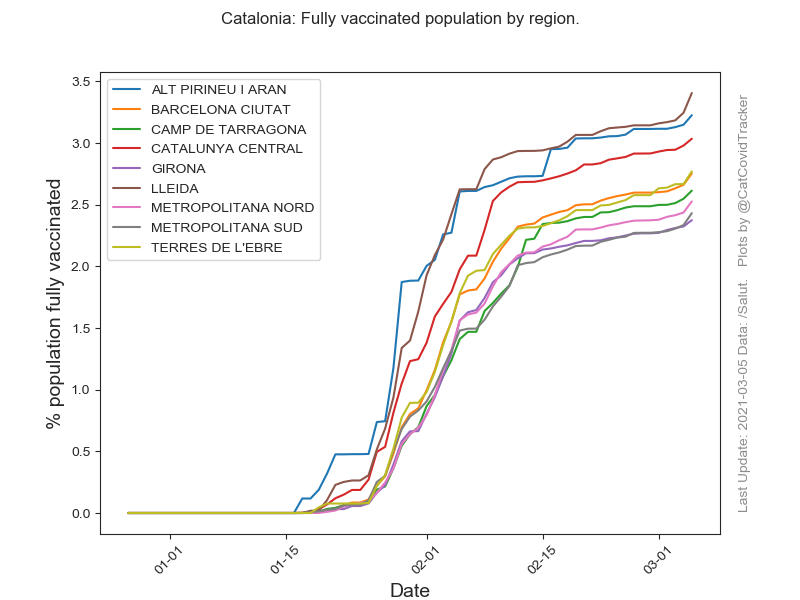 Catalonia: Fully vaccinated population by region.
ALT PIRINEU I ARAN
BARCELONA CIUTAT
CAMP DE TARRAGONA
CATALUNYA CENTRAL
GIRONA
LLEIDA
METROPOLITANA NORD
METROPOLITANA SUD
TERRES DE L'EBRE
% population fully vaccinated
3.5
3.0
2.5
2.0
1.5
1.0
0.5
0.0
01-01
01-15
02-01
02-15
03-01
Date
Last Update: 2021-03-05 Data: /Salut   Plots by @CatCovidTracker